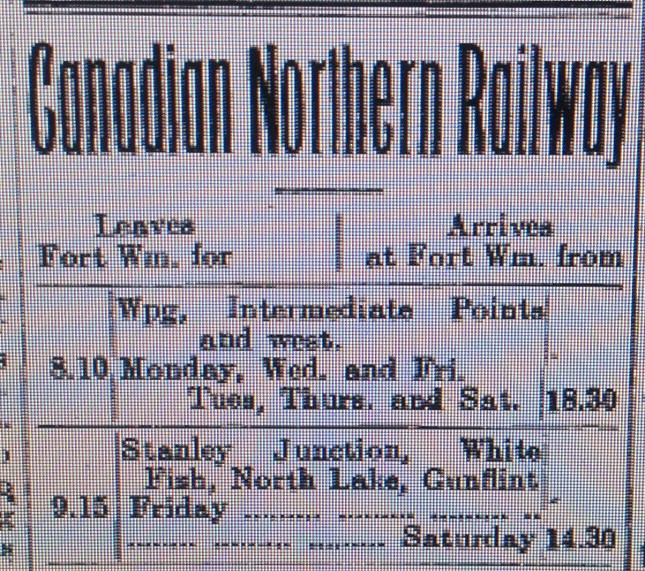 Canadian Northern Railway
Leaves Arrives
Fort Wm. for at Fort Wm. from
Wpg, Intermediate Points
and west.
8.10 Monday, Wed. and Fri.
Tues, Thurs. and Sat. 18.30
Stanley Junction, White
Fish, North Lake, Gunflint
9.15 Friday ........ ......... ........ ..
........ ........ ........ Saturday 14.30